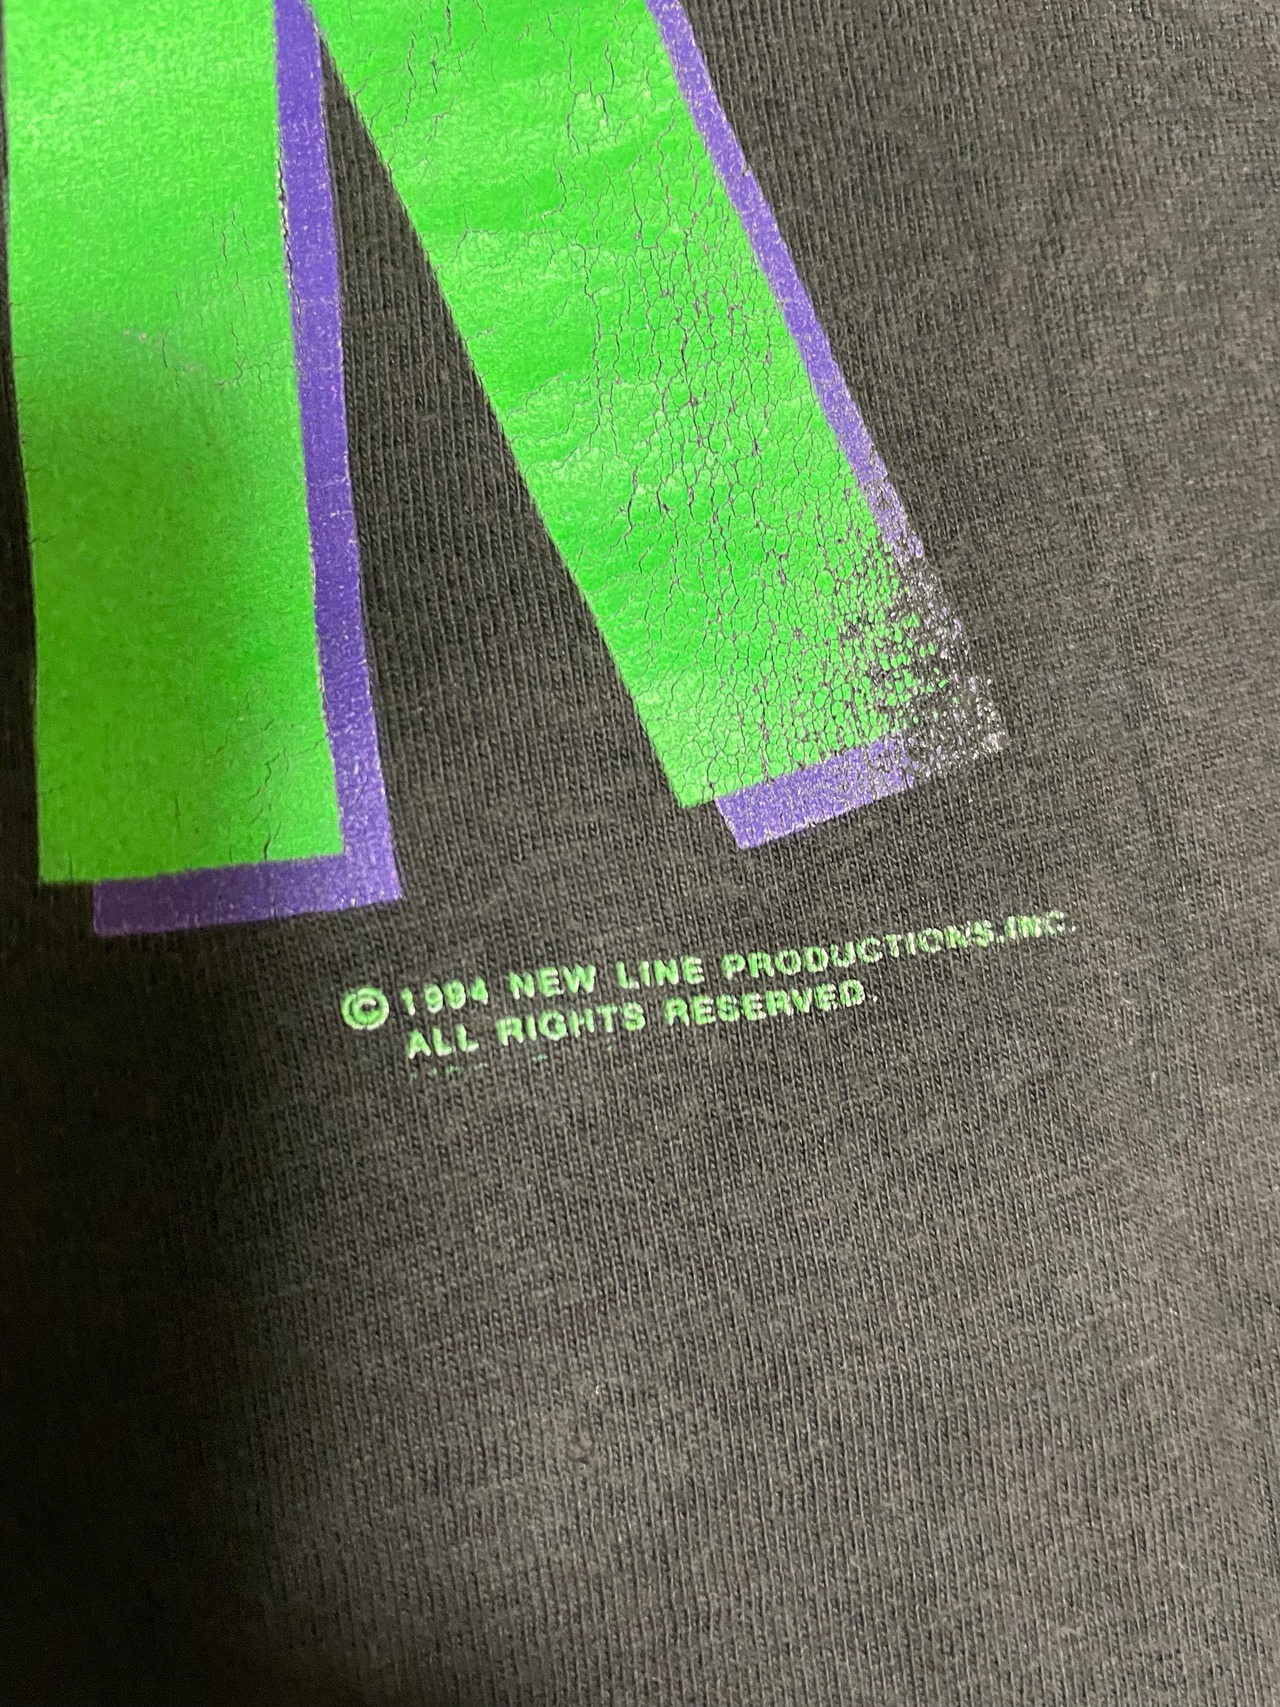 © 1994 NEW LINE PRODUCTIONS.INC.
ALL RIGHTS RESERVED.